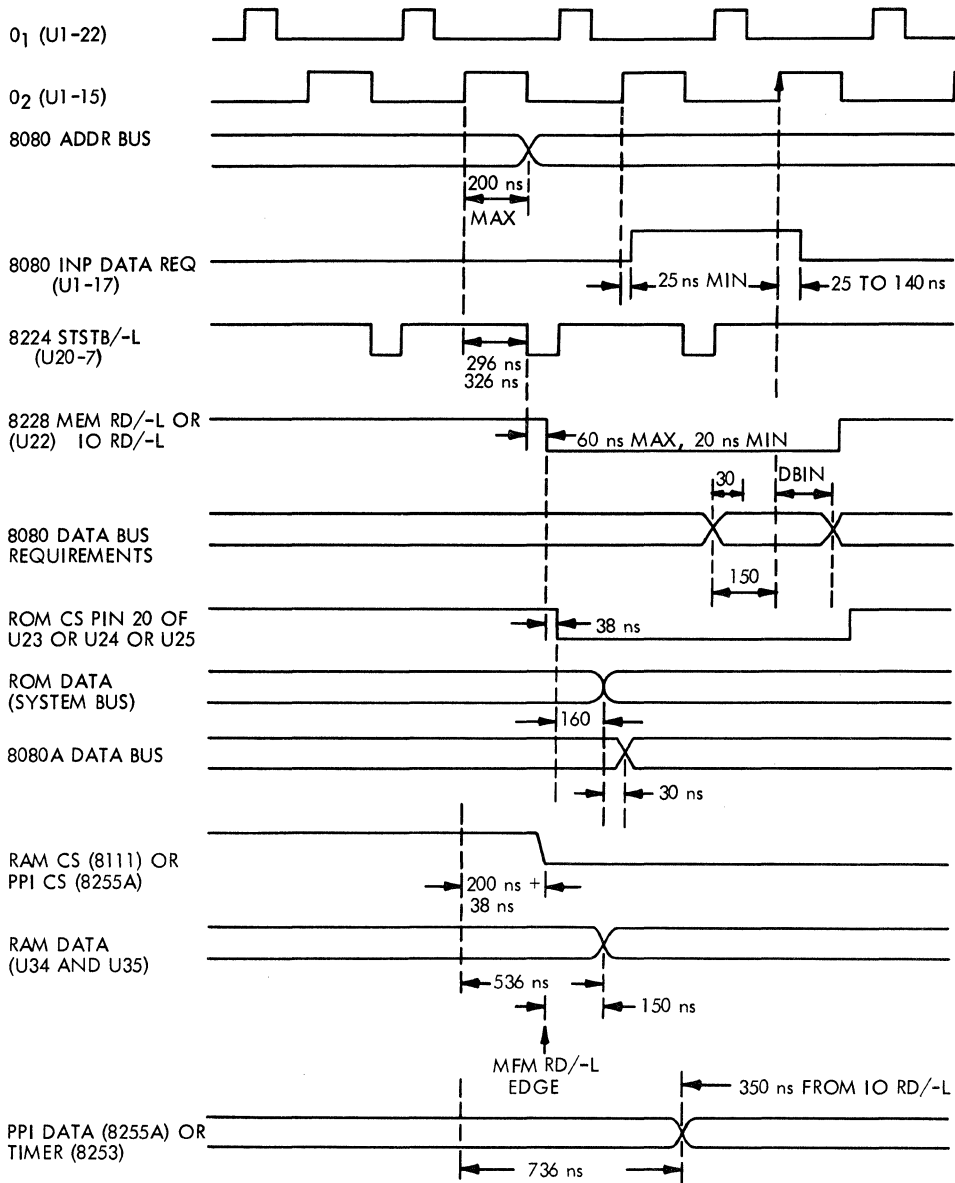 0₁ (U1-22)
0₂ (U1-15)
8080 ADDR BUS
200 ns
MAX
8080 INP DATA REQ
(U1-17)
25 ns MIN
25 TO 140 ns
8224 STSTB/-L
(U20-7)
296 ns
326 ns
8228 MEM RD/-L OR
(U22) IO RD/-L
60 ns MAX, 20 ns MIN
30
DBIN
8080 DATA BUS
REQUIREMENTS
150
ROM CS PIN 20 OF
U23 OR U24 OR U25
38 ns
ROM DATA
(SYSTEM BUS)
160
8080A DATA BUS
30 ns
RAM CS (8111) OR
PPI CS (8255A)
200 ns +
38 ns
RAM DATA
(U34 AND U35)
536 ns
150 ns
MFM RD/-L
EDGE
350 ns FROM IO RD/-L
PPI DATA (8255A) OR
TIMER (8253)
736 ns